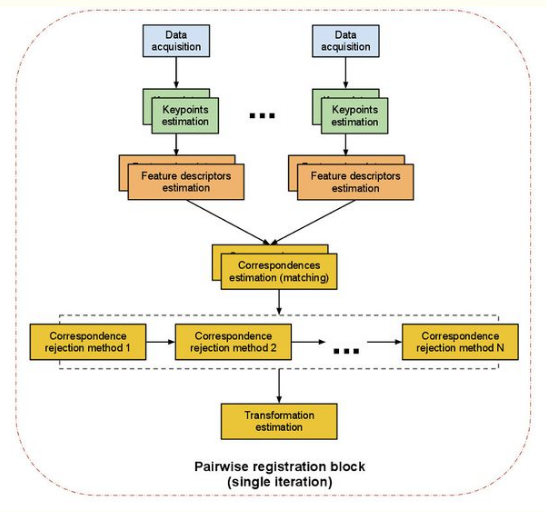 Data
acquisition
Data
acquisition
Keypoints
estimation
...
Keypoints
estimation
Feature descriptors
estimation
Feature descriptors
estimation
Correspondences
estimation (matching)
Correspondence
rejection method 1
Correspondence
rejection method 2
...
Correspondence
rejection method N
Transformation
estimation
Pairwise registration block
(single iteration)